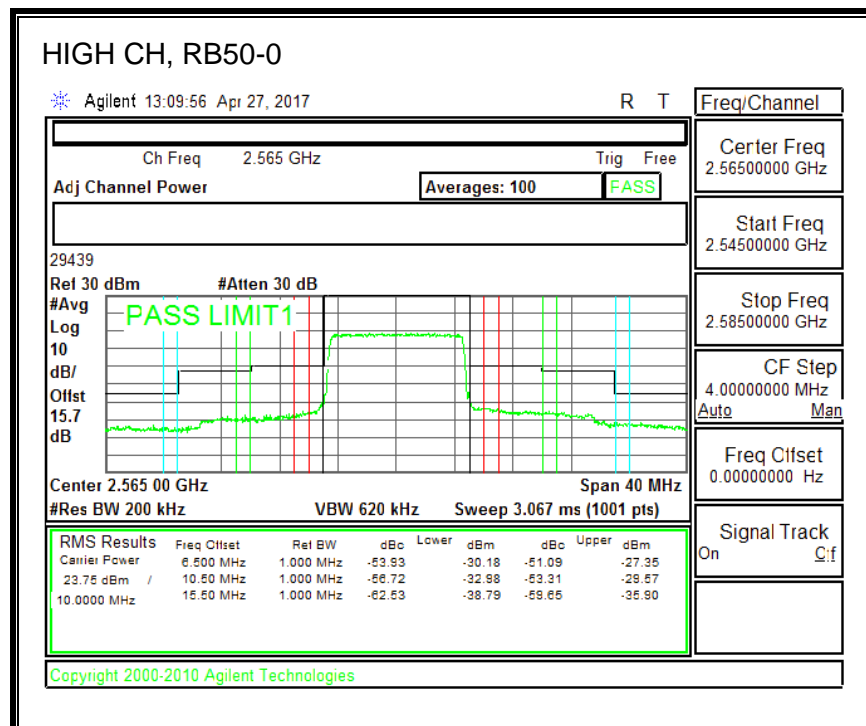 HIGH CH, RB50-0
Agilent 13:09:56 Apr 27, 2017 R T
Freq/Channel
Ch Freq 2.565 GHz Trig Free
Adj Channel Power Averages: 100 PASS
Center Freq
2.56500000 GHz
Start Freq
2.54500000 GHz
Stop Freq
2.58500000 GHz
CF Step
4.00000000 MHz
Auto Man
Freq Offset
0.00000000 Hz
Signal Track
On Off
29439
Ref 30 dBm #Atten 30 dB
#Avg
Log
10
dB/
Offst
15.7
dB
PASS LIMIT1
Center 2.565 00 GHz Span 40 MHz
#Res BW 200 kHz VBW 620 kHz Sweep 3.067 ms (1001 pts)
RMS Results Freq Offset Ref BW dBc Lower dBm dBc Upper dBm
Carrier Power 6.500 MHz 1.000 MHz -53.93 -30.18 -51.09 -27.35
23.75 dBm / 10.50 MHz 1.000 MHz -56.72 -32.98 -53.31 -29.57
10.0000 MHz 15.50 MHz 1.000 MHz -62.53 -38.79 -59.65 -35.90
Copyright 2000-2010 Agilent Technologies